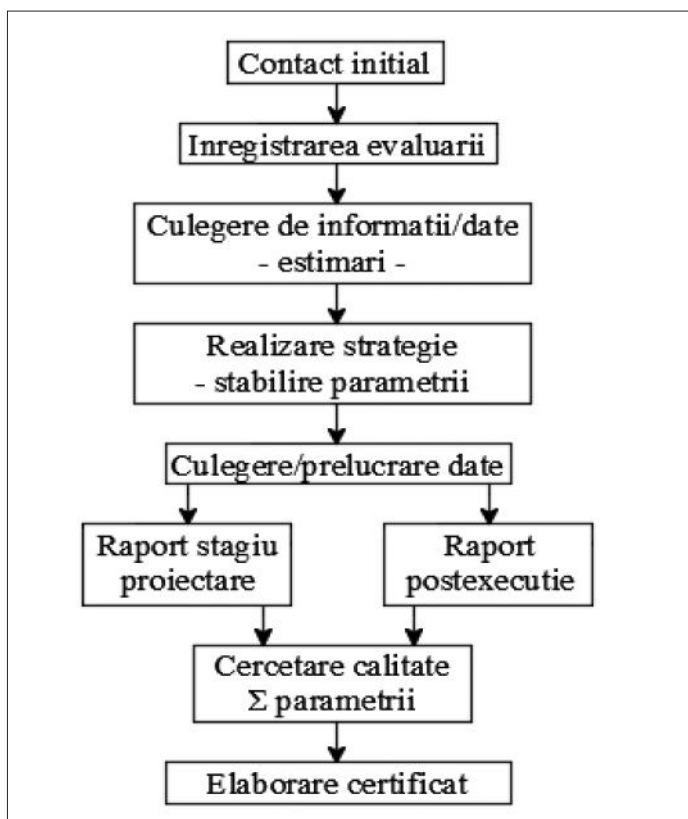 Contact initial
Inregistrarea evaluarii
Culegere de informatii/date
- estimari -
Realizare strategie
- stabilire parametrii
Culegere/prelucrare date
Raport stagiu
proiectare
Raport
postexecutie
Cercetare calitate
Σ parametrii
Elaborare certificat